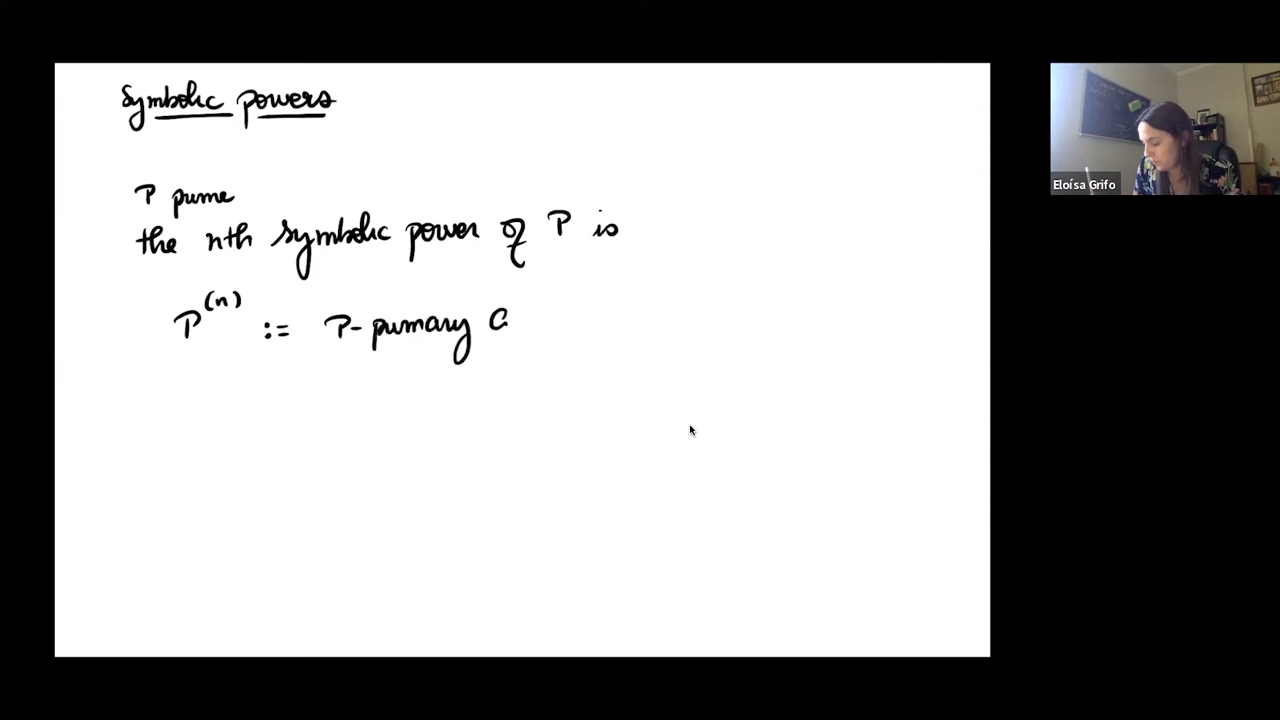 Symbolic powers
P prime
the nth symbolic power of P is
P^(n) := P-primary c
Eloísa Grifo